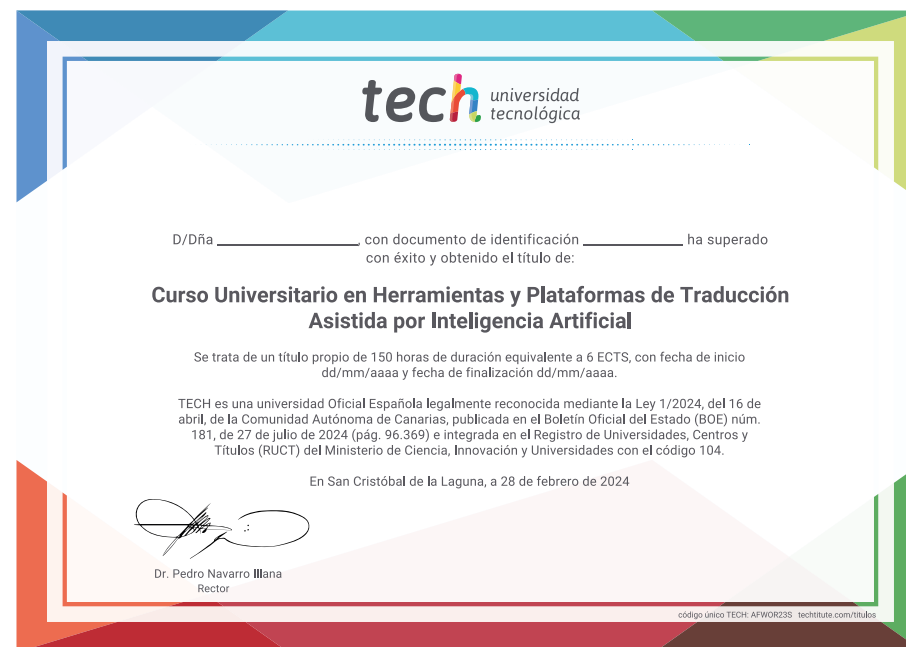 tech universidad
tecnológica
D/Dña ____________________, con documento de identificación ______________ ha superado
con éxito y obtenido el título de:
Curso Universitario en Herramientas y Plataformas de Traducción
Asistida por Inteligencia Artificial
Se trata de un título propio de 150 horas de duración equivalente a 6 ECTS, con fecha de inicio
dd/mm/aaaa y fecha de finalización dd/mm/aaaa.
TECH es una universidad Oficial Española legalmente reconocida mediante la Ley 1/2024, del 16 de
abril, de la Comunidad Autónoma de Canarias, publicada en el Boletín Oficial del Estado (BOE) núm.
181, de 27 de julio de 2024 (pág. 96.369) e integrada en el Registro de Universidades, Centros y
Títulos (RUCT) del Ministerio de Ciencia, Innovación y Universidades con el código 104.
En San Cristóbal de la Laguna, a 28 de febrero de 2024
Dr. Pedro Navarro Illana
Rector
código único TECH: AFWOR23S techtitute.com/titulos